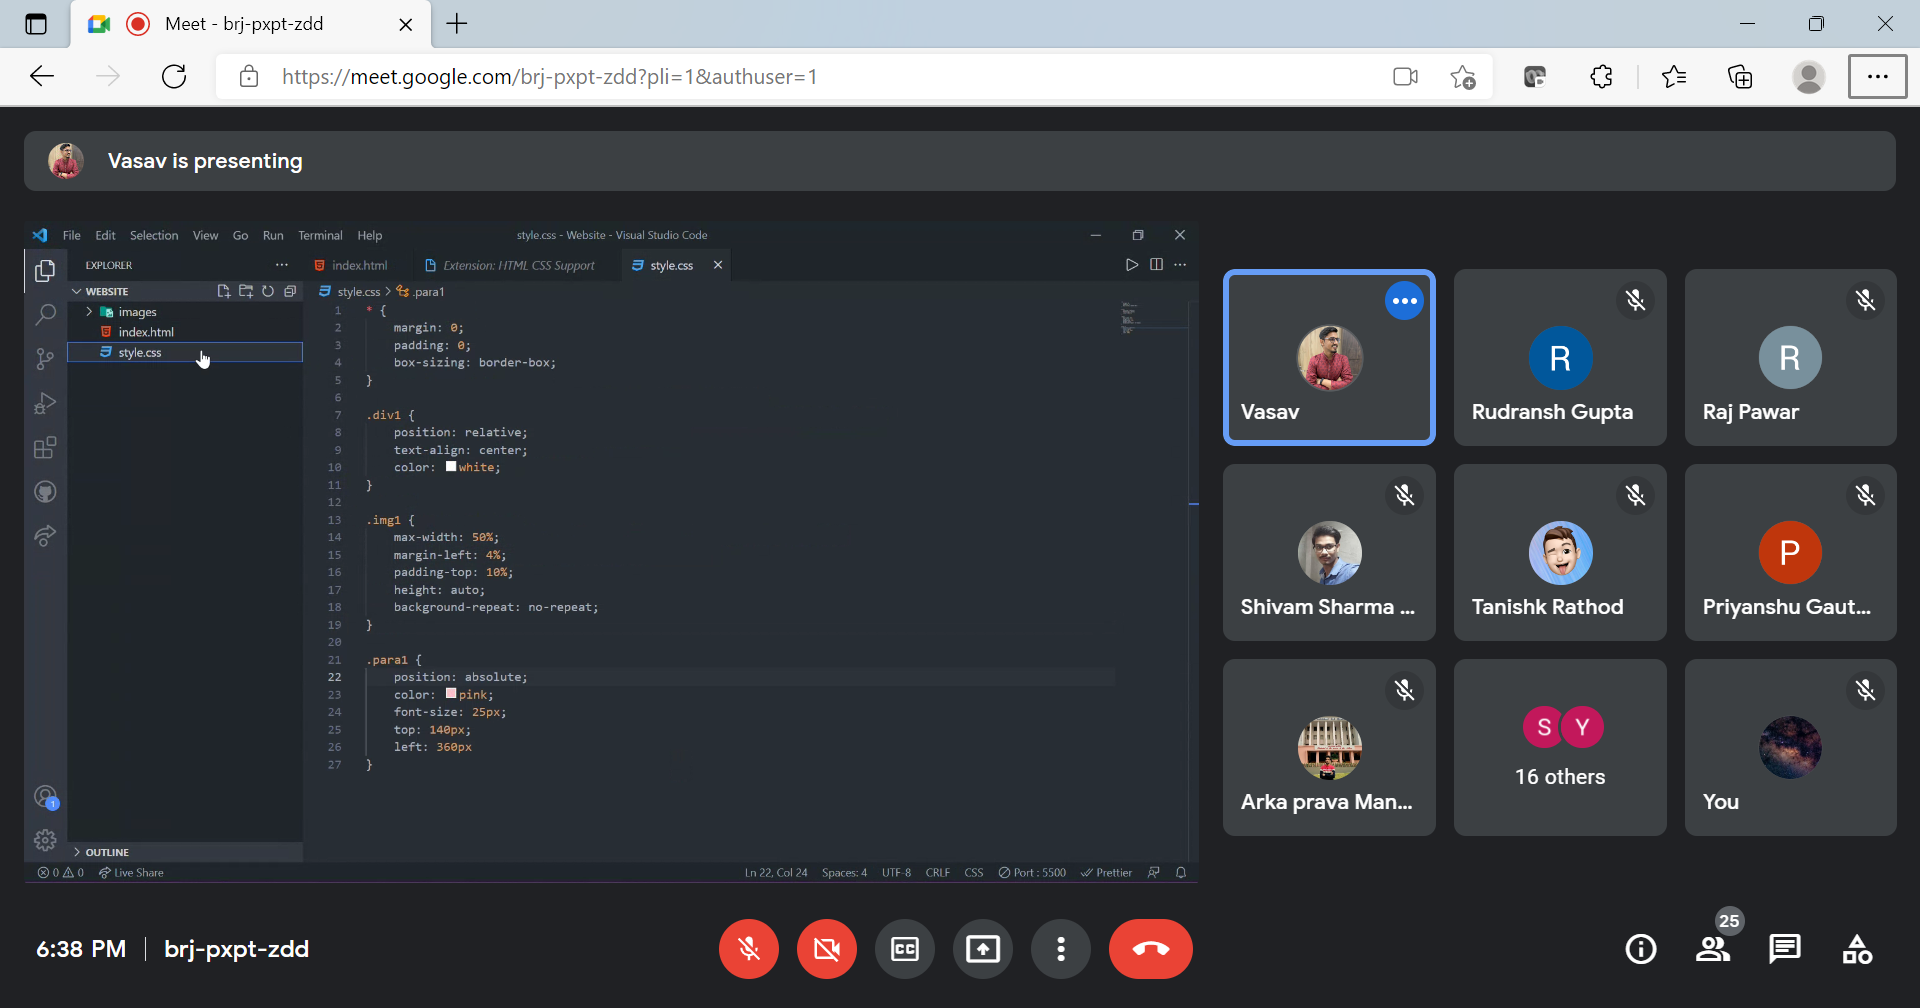 Meet - brj-pxpt-zdd
https://meet.google.com/brj-pxpt-zdd?pli=1&authuser=1
Vasav is presenting
File Edit Selection View Go Run Terminal Help
style.css - Website - Visual Studio Code
EXPLORER
index.html
Extension: HTML CSS Support
style.css
WEBSITE
images
index.html
style.css
style.css > .para1
1 * {
2 margin: 0;
3 padding: 0;
4 box-sizing: border-box;
5 }
6
7 .div1 {
8 position: relative;
9 text-align: center;
10 color: white;
11 }
12
13 .img1 {
14 max-width: 50%;
15 margin-left: 4%;
16 padding-top: 10%;
17 height: auto;
18 background-repeat: no-repeat;
19 }
20
21 .para1 {
22 position: absolute;
23 color: pink;
24 font-size: 25px;
25 top: 140px;
26 left: 360px
27 }
1
OUTLINE
0 0 Live Share
Ln 22, Col 24 Spaces: 4 UTF-8 CRLF CSS Port : 5500 Prettier
Vasav
R
Rudransh Gupta
R
Raj Pawar
Shivam Sharma ...
Tanishk Rathod
P
Priyanshu Gaut...
Arka prava Man...
S Y
16 others
You
6:38 PM | brj-pxpt-zdd
CC
25